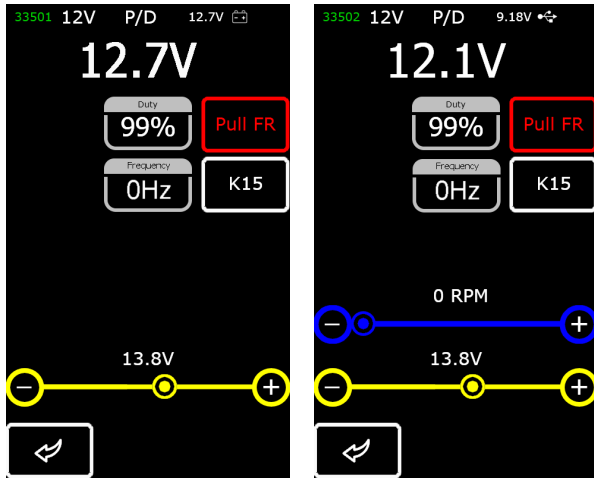 33501 12V P/D 12.7V
12.7V
Duty
99%
Pull FR
Frequency
0Hz
K15
13.8V
−
+
33502 12V P/D 9.18V
12.1V
Duty
99%
Pull FR
Frequency
0Hz
K15
0 RPM
−
+
13.8V
−
+